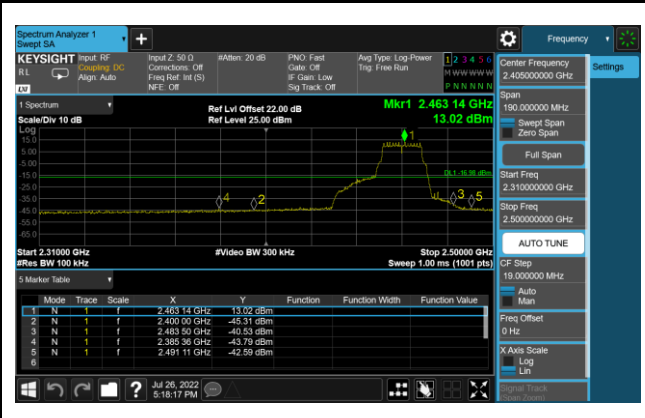 Spectrum Analyzer 1
Swept SA
+
Frequency
KEYSIGHT
RL
LXI
Input: RF
Coupling: DC
Align: Auto
Input Z: 50 Ω
Corrections: Off
Freq Ref: Int (S)
NFE: Off
#Atten: 20 dB
PNO: Fast
Gate: Off
IF Gain: Low
Sig Track: Off
Avg Type: Log-Power
Trig: Free Run
1 2 3 4 5 6
M W W W W W
P N N N N N
1 Spectrum
Scale/Div 10 dB
Ref Lvl Offset 22.00 dB
Ref Level 25.00 dBm
Mkr1 2.463 14 GHz
13.02 dBm
Log
15.0
5.00
-5.00
-15.0
-25.0
-35.0
-45.0
-55.0
-65.0
1
DL1 -16.98 dBm
4
2
3
5
Start 2.31000 GHz
#Res BW 100 kHz
#Video BW 300 kHz
Stop 2.50000 GHz
Sweep 1.00 ms (1001 pts)
5 Marker Table
Mode Trace Scale X Y Function Function Width Function Value
1 N 1 f 2.463 14 GHz 13.02 dBm
2 N 1 f 2.400 00 GHz -45.31 dBm
3 N 1 f 2.483 50 GHz -40.53 dBm
4 N 1 f 2.385 36 GHz -43.79 dBm
5 N 1 f 2.491 11 GHz -42.59 dBm
6
Center Frequency
2.405000000 GHz
Settings
Span
190.000000 MHz
Swept Span
Zero Span
Full Span
Start Freq
2.310000000 GHz
Stop Freq
2.500000000 GHz
AUTO TUNE
CF Step
19.000000 MHz
Auto
Man
Freq Offset
0 Hz
X Axis Scale
Log
Lin
Signal Track
(Span Zoom)
?
Jul 26, 2022
5:18:17 PM